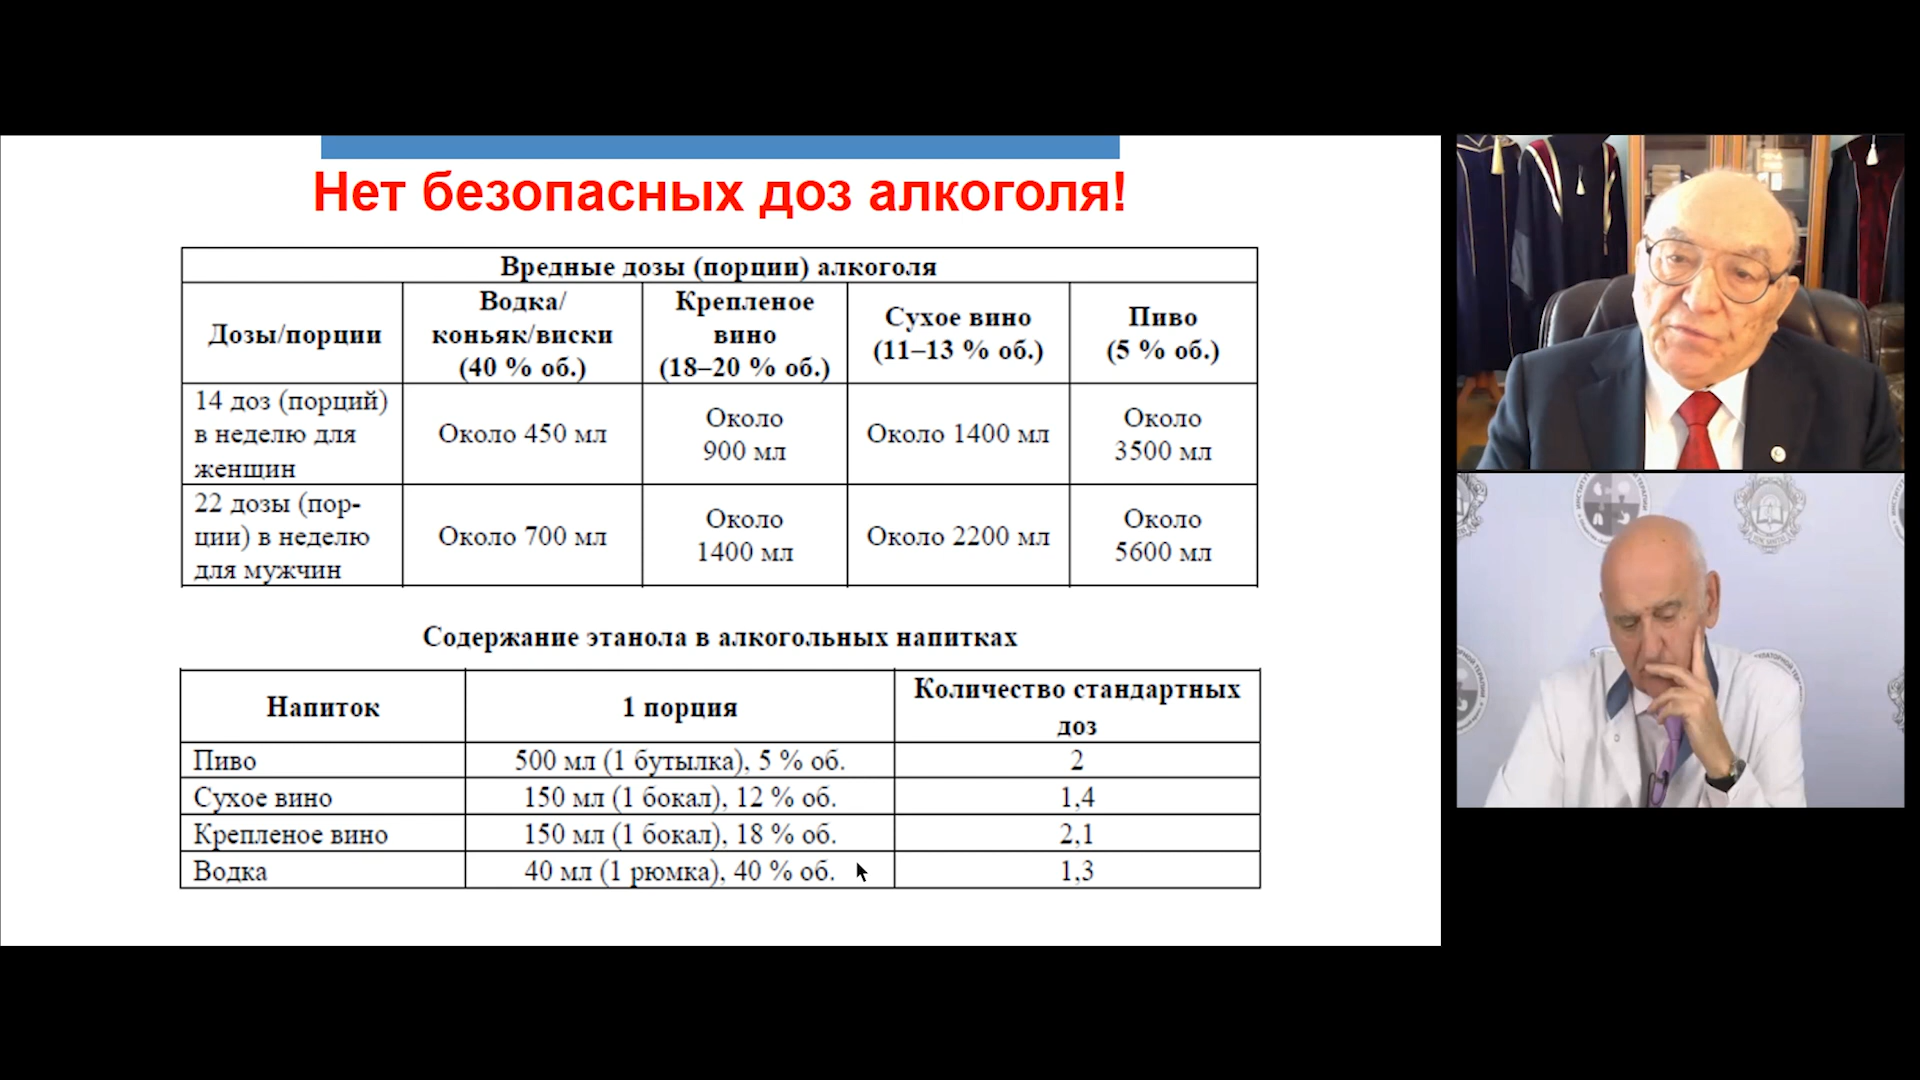 Нет безопасных доз алкоголя!
Вредные дозы (порции) алкоголя
Дозы/порции
Водка/
коньяк/виски
(40 % об.)
Крепленое
вино
(18–20 % об.)
Сухое вино
(11–13 % об.)
Пиво
(5 % об.)
14 доз (порций)
в неделю для
женщин
Около 450 мл
Около
900 мл
Около 1400 мл
Около
3500 мл
22 дозы (пор-
ции) в неделю
для мужчин
Около 700 мл
Около
1400 мл
Около 2200 мл
Около
5600 мл
Содержание этанола в алкогольных напитках
Напиток
1 порция
Количество стандартных
доз
Пиво
500 мл (1 бутылка), 5 % об.
2
Сухое вино
150 мл (1 бокал), 12 % об.
1,4
Крепленое вино
150 мл (1 бокал), 18 % об.
2,1
Водка
40 мл (1 рюмка), 40 % об.
1,3